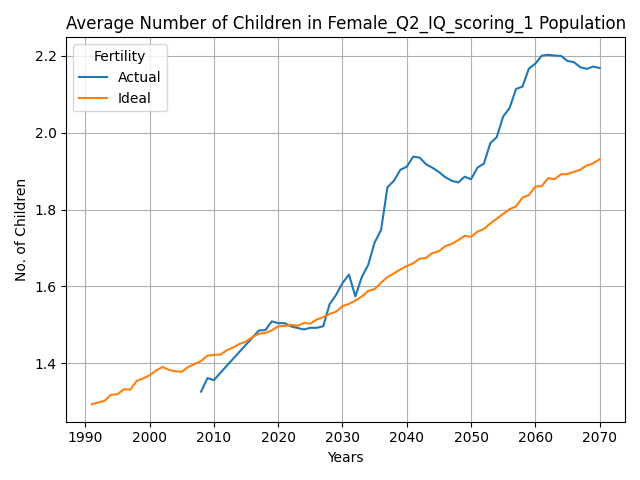 Average Number of Children in Female_Q2_IQ_scoring_1 Population
Fertility
Actual
Ideal
No. of Children
2.2
2.0
1.8
1.6
1.4
1990 2000 2010 2020 2030 2040 2050 2060 2070
Years